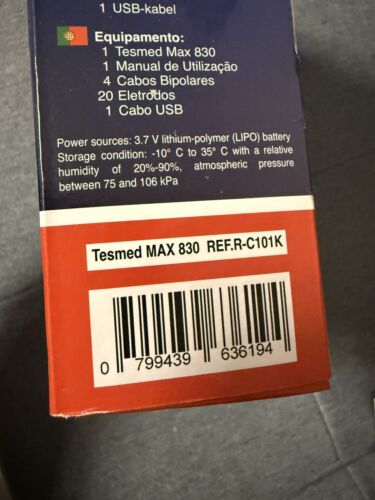 1 USB-kabel
Equipamento:
1 Tesmed Max 830
1 Manual de Utilização
4 Cabos Bipolares
20 Eletrodos
1 Cabo USB
Power sources: 3.7 V lithium-polymer (LIPO) battery
Storage condition: -10° C to 35° C with a relative
humidity of 20%-90%, atmospheric pressure
between 75 and 106 kPa
Tesmed MAX 830 REF.R-C101K
0 799439 636194